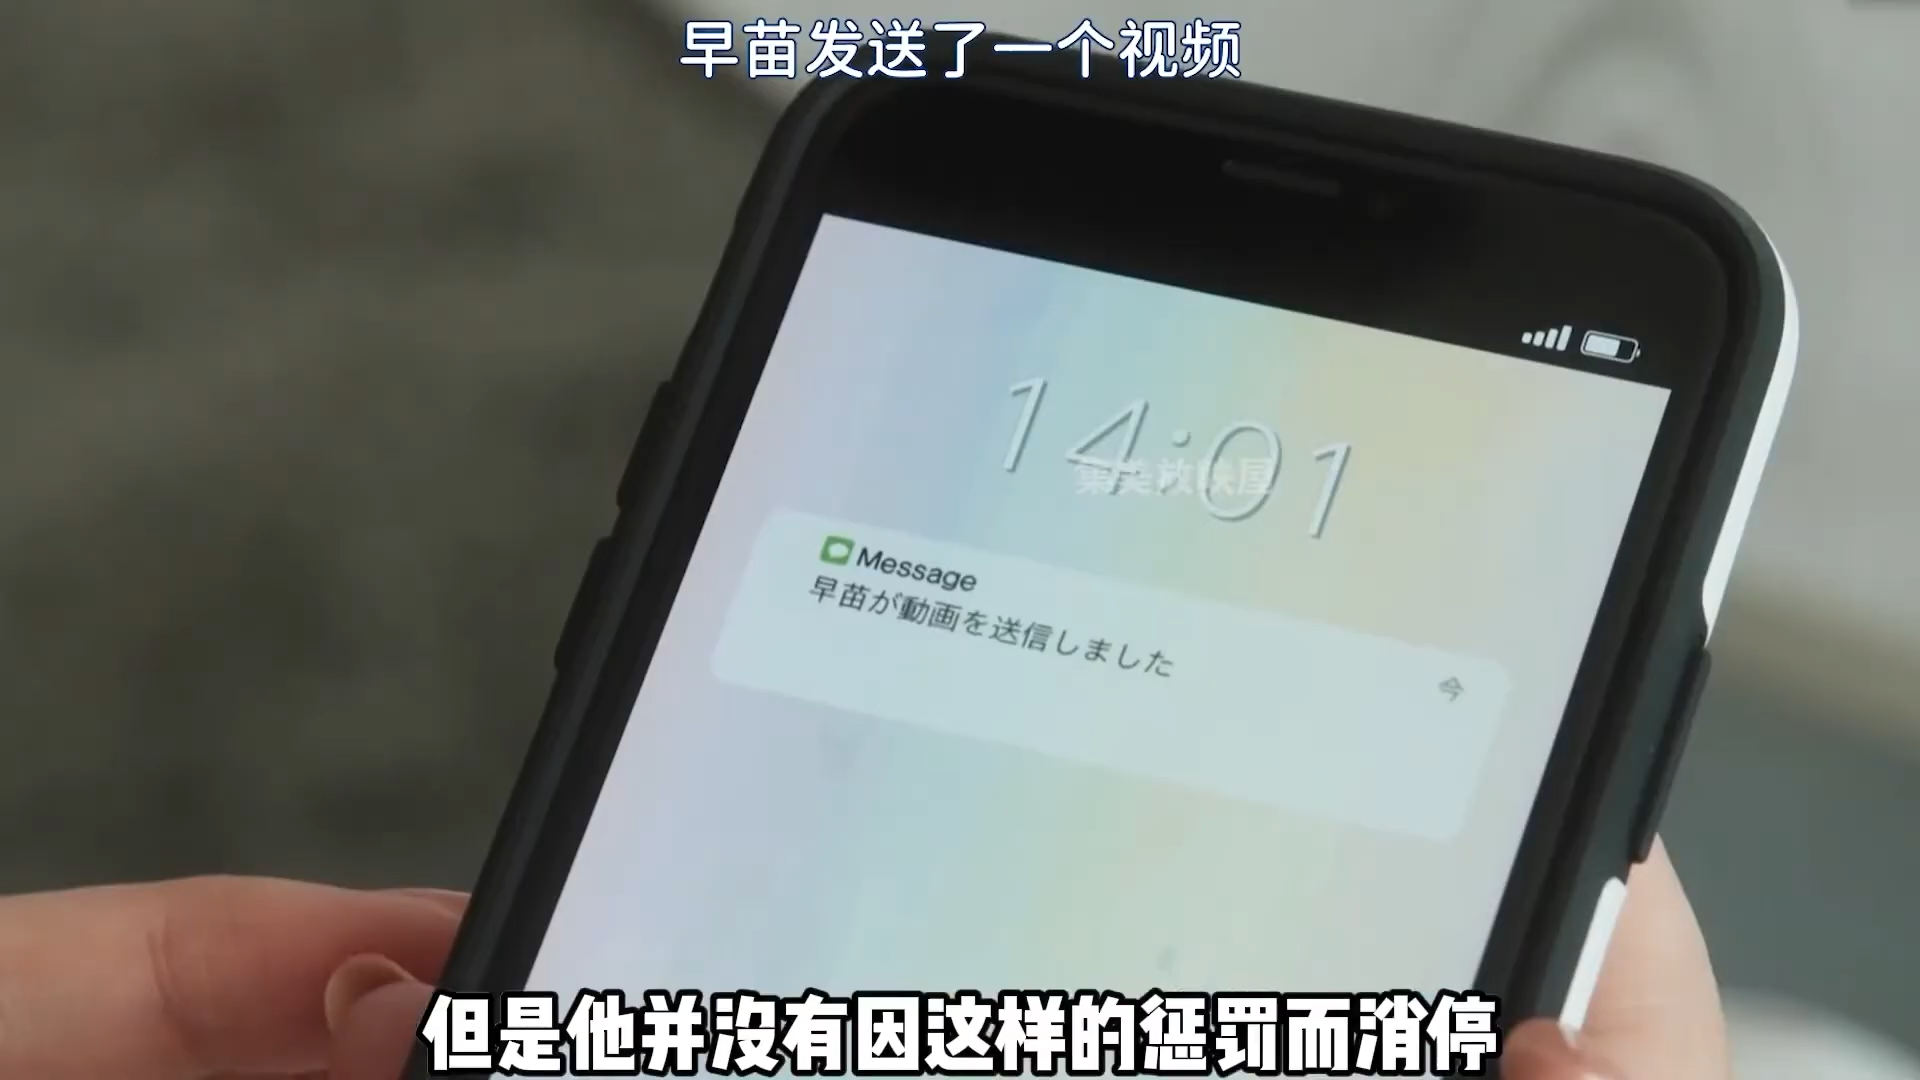 早苗发送了一个视频
14:01
Message
早苗が動画を送信しました
今
但是他并没有因这样的惩罚而消停